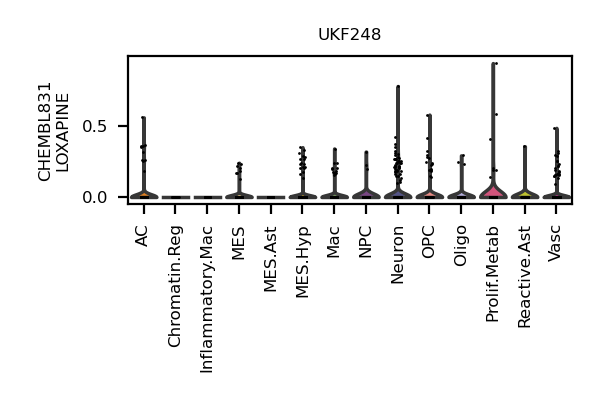 UKF248
CHEMBL831
LOXAPINE
0.5
0.0
AC
Chromatin.Reg
Inflammatory.Mac
MES
MES.Ast
MES.Hyp
Mac
NPC
Neuron
OPC
Oligo
Prolif.Metab
Reactive.Ast
Vasc